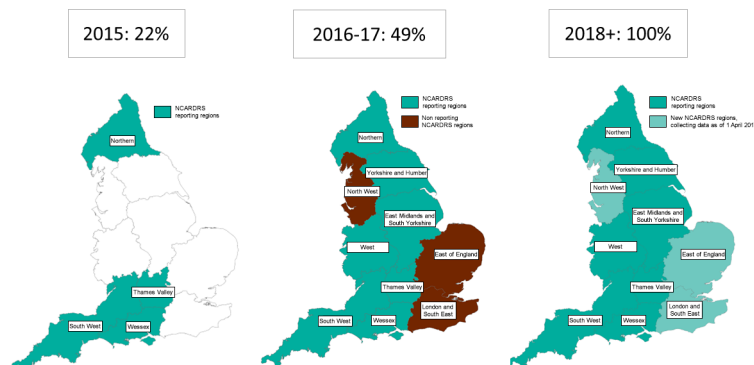 2015: 22%
NCARDRS
reporting regions
Northern
Thames Valley
South West
Wessex
2016-17: 49%
NCARDRS
reporting regions
Non reporting
NCARDRS regions
Northern
Yorkshire and Humber
North West
East Midlands and
South Yorkshire
West
East of England
Thames Valley
London and
South East
South West
Wessex
2018+: 100%
NCARDRS
reporting regions
New NCARDRS regions,
collecting data as of 1 April 201
Northern
Yorkshire and Humber
North West
East Midlands and
South Yorkshire
West
East of England
Thames Valley
London and
South East
South West
Wessex